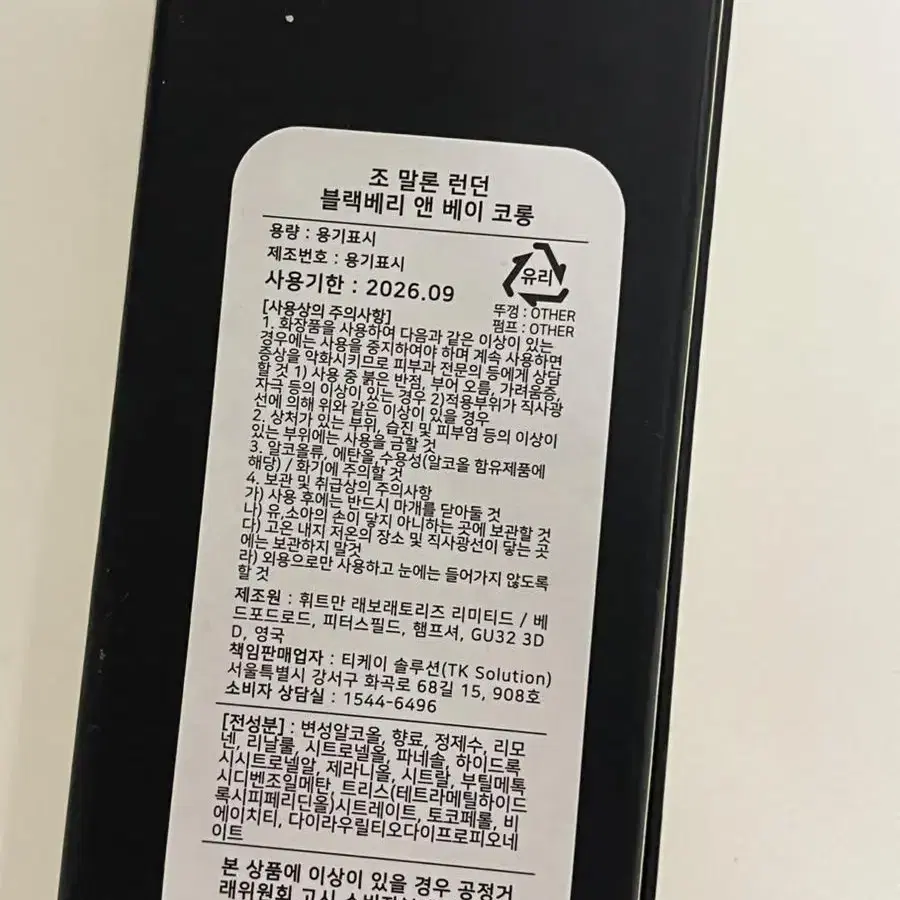 조 말론 런던
블랙베리 앤 베이 코롱
용량 : 용기표시
제조번호 : 용기표시
사용기한 : 2026.09
유리
뚜껑 : OTHER
펌프 : OTHER
[사용상의 주의사항]
1. 화장품을 사용하여 다음과 같은 이상이 있는
경우에는 사용을 중지하여야 하며 계속 사용하면
증상을 악화시키므로 피부과 전문의 등에게 상담
할 것 1) 사용 중 붉은 반점, 부어 오름, 가려움증,
자극 등의 이상이 있는 경우 2)적용부위가 직사광
선에 의해 위와 같은 이상이 있을 경우
2. 상처가 있는 부위, 습진 및 피부염 등의 이상이
있는 부위에는 사용을 금할 것
3. 알코올류, 에탄올, 수용성(알코올 함유제품에
해당) / 화기에 주의할 것
4. 보관 및 취급상의 주의사항
가) 사용 후에는 반드시 마개를 닫아둘 것
나) 유,소아의 손이 닿지 아니하는 곳에 보관할 것
다) 고온 내지 저온의 장소 및 직사광선이 닿는 곳
에는 보관하지 말것
라) 외용으로만 사용하고 눈에는 들어가지 않도록
할 것
제조원 : 휘트만 래보래토리즈 리미티드 / 베
드포드로드, 피터스필드, 햄프셔, GU32 3D
D, 영국
책임판매업자 : 티케이 솔루션(TK Solution)
서울특별시 강서구 화곡로 68길 15, 908호
소비자 상담실 : 1544-6496
[전성분] : 변성알코올, 향료, 정제수, 리모
넨, 리날룰, 시트로넬올, 파네솔, 하이드록
시시트로넬알, 제라니올, 시트랄, 부틸메톡
시디벤조일메탄, 트리스(테트라메틸하이드
록시피페리딘올)시트레이트, 토코페롤, 비
에이치티, 다이라우릴티오다이프로피오네
이트
본 상품에 이상이 있을 경우 공정거
래위원회 고시